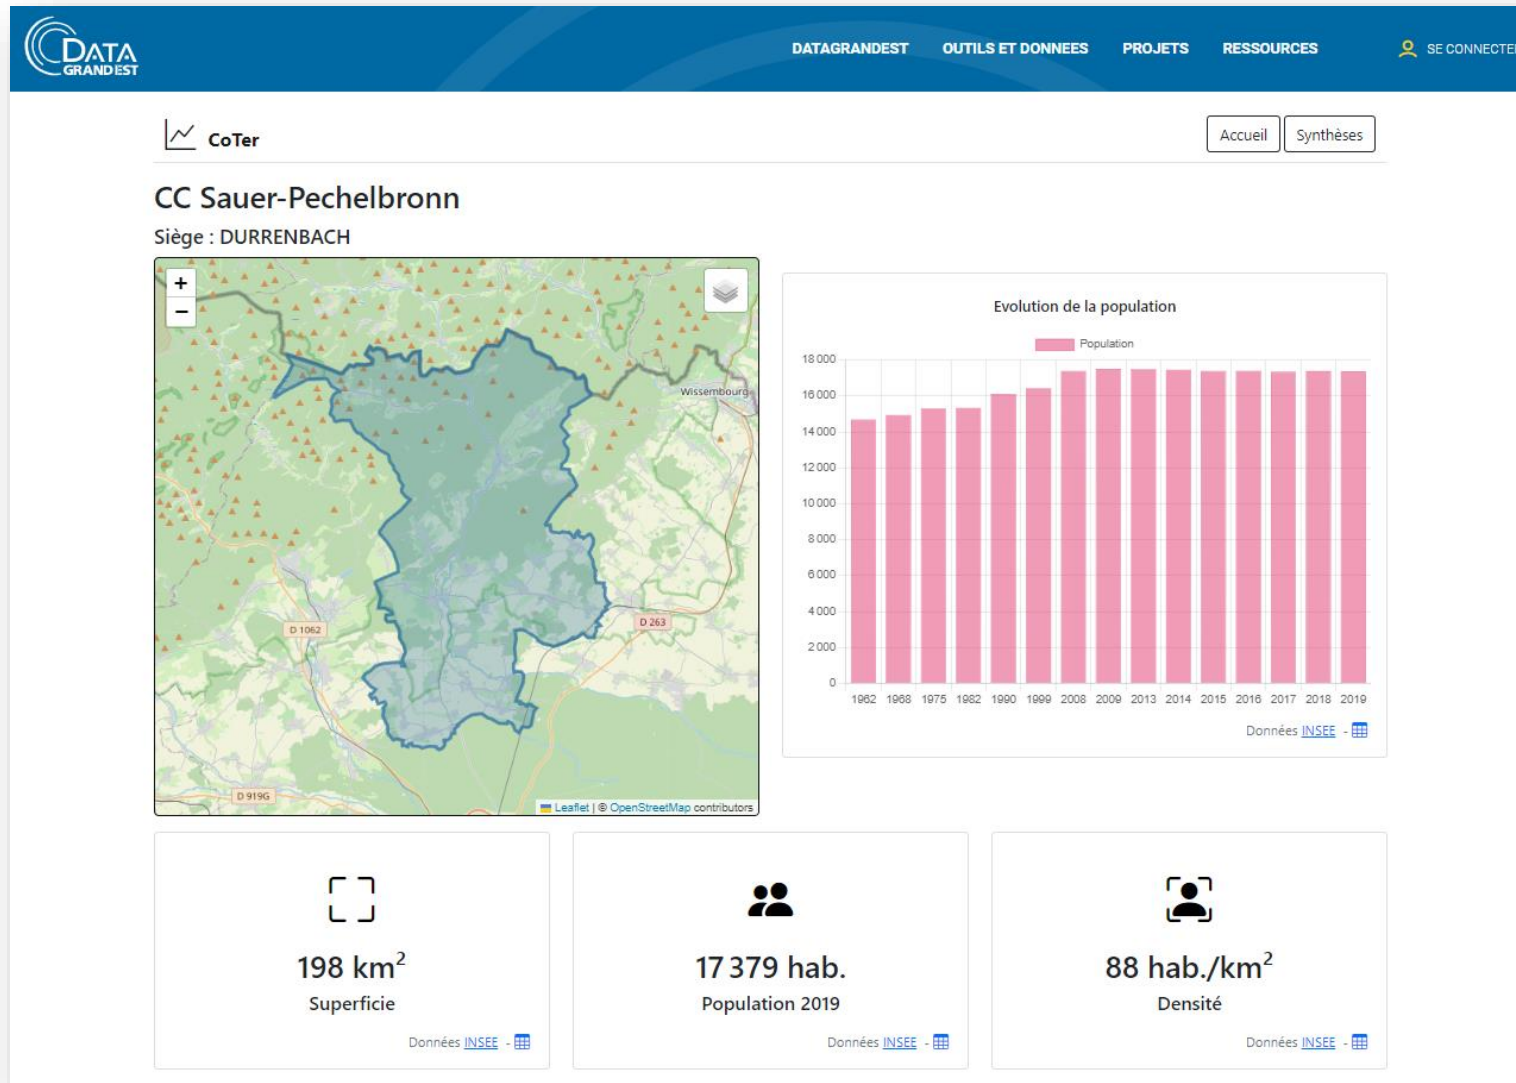 DATA
GRANDEST
DATAGRANDEST OUTILS ET DONNEES PROJETS RESSOURCES SE CONNECTER
CoTer
Accueil Synthèses
CC Sauer-Pechelbronn
Siège : DURRENBACH
+
−
Wissembourg
D 1062
D 263
D 919G
Leaflet | © OpenStreetMap contributors
Evolution de la population
Population
18 000
16 000
14 000
12 000
10 000
8 000
6 000
4 000
2 000
0
1962 1968 1975 1982 1990 1999 2008 2009 2013 2014 2015 2016 2017 2018 2019
Données INSEE -
198 km²
Superficie
Données INSEE -
17 379 hab.
Population 2019
Données INSEE -
88 hab./km²
Densité
Données INSEE -